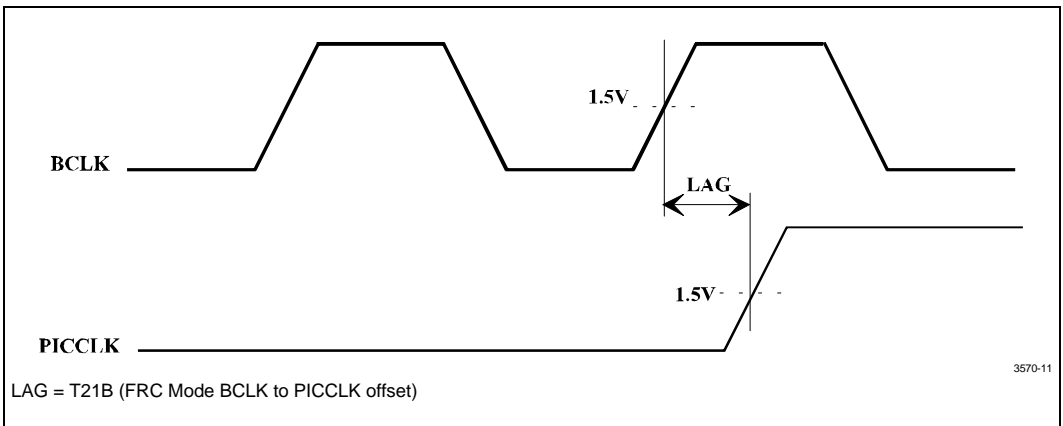 1.5V
BCLK
LAG
1.5V
PICCLK
3570-11
LAG = T21B (FRC Mode BCLK to PICCLK offset)